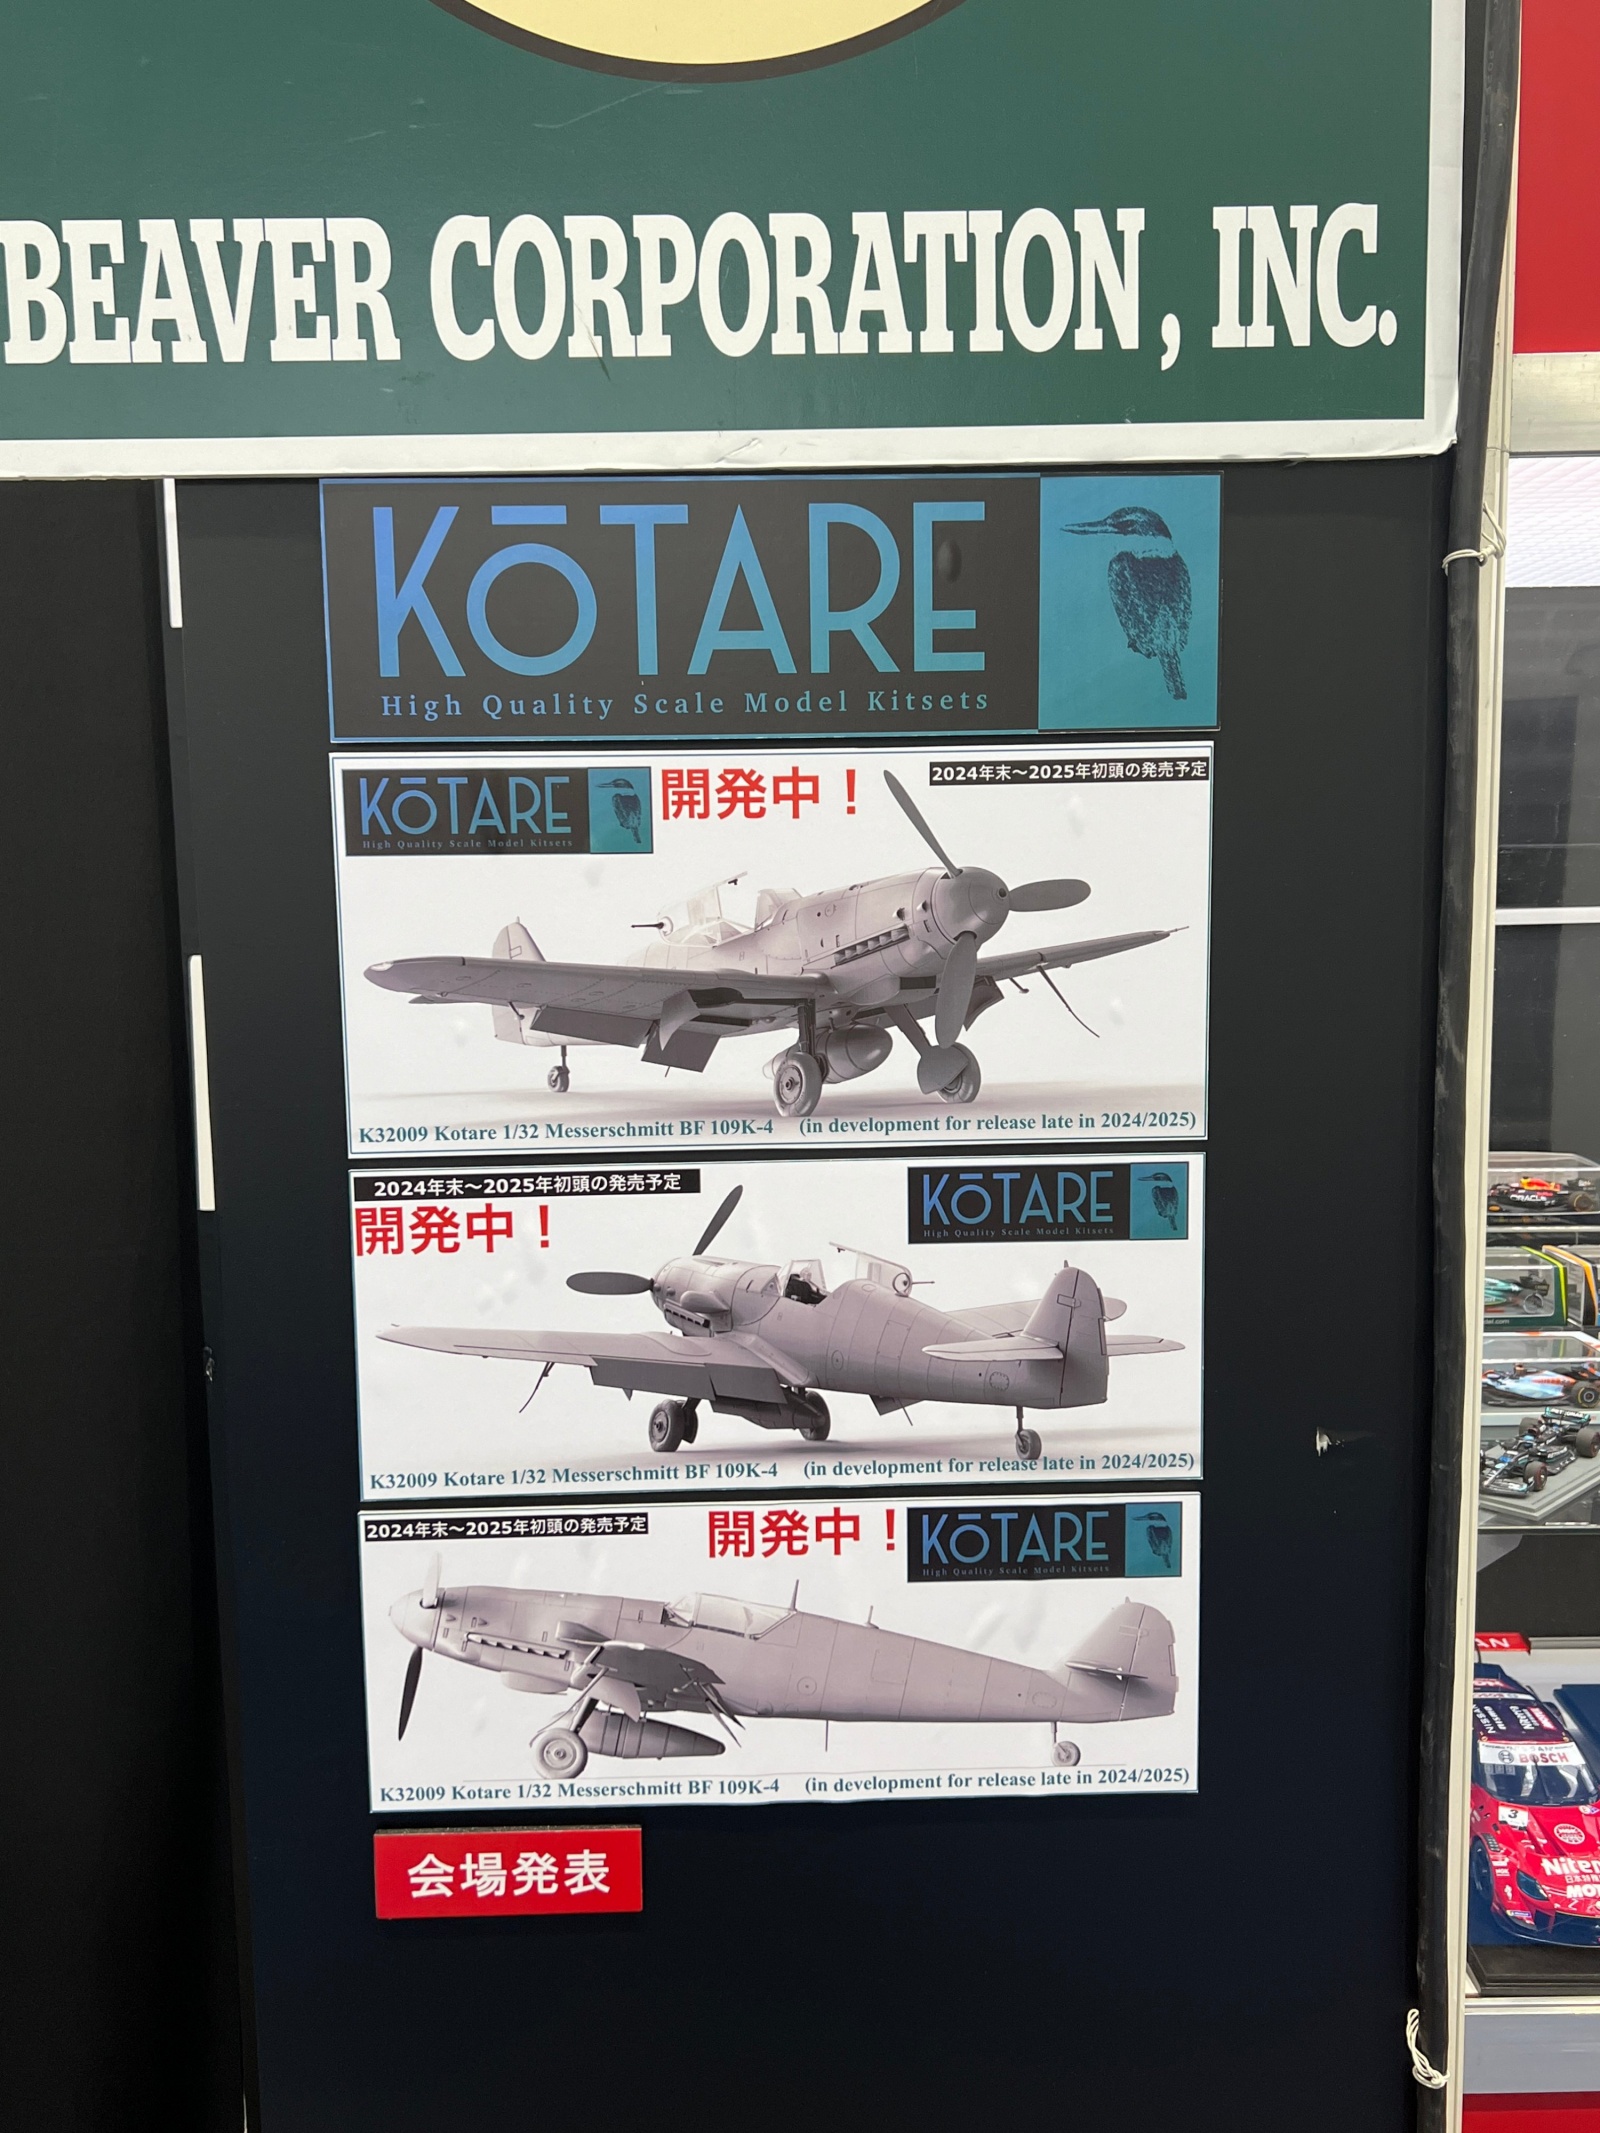 BEAVER CORPORATION, INC.
KōTARE
High Quality Scale Model Kitsets
KōTARE
High Quality Scale Model Kitsets
開発中！
2024年末～2025年初頭の発売予定
K32009 Kotare 1/32 Messerschmitt BF 109K-4 (in development for release late in 2024/2025)
2024年末～2025年初頭の発売予定
開発中！
KōTARE
High Quality Scale Model Kitsets
K32009 Kotare 1/32 Messerschmitt BF 109K-4 (in development for release late in 2024/2025)
2024年末～2025年初頭の発売予定
開発中！
KōTARE
High Quality Scale Model Kitsets
K32009 Kotare 1/32 Messerschmitt BF 109K-4 (in development for release late in 2024/2025)
会場発表
ORACLE
BOSCH
3